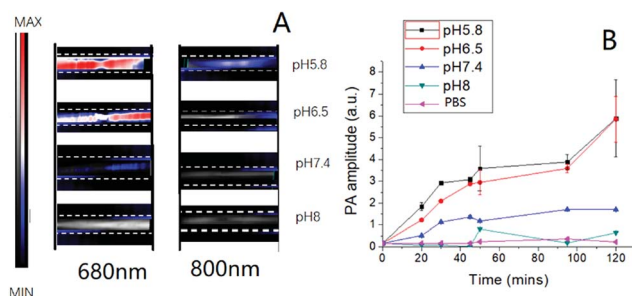 MAX
MIN
A
pH5.8
pH6.5
pH7.4
pH8
680nm
800nm
B
pH5.8
pH6.5
pH7.4
pH8
PBS
PA amplitude (a.u.)
8
7
6
5
4
3
2
1
0
0 20 40 60 80 100 120
Time (mins)